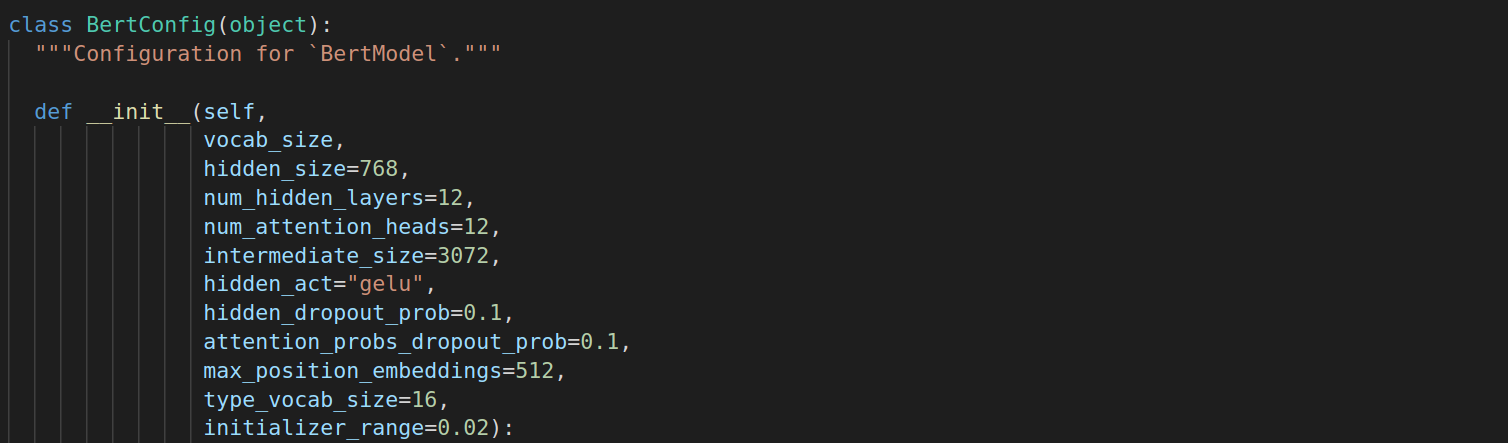 class BertConfig(object):
  """Configuration for `BertModel`."""

  def __init__(self,
               vocab_size,
               hidden_size=768,
               num_hidden_layers=12,
               num_attention_heads=12,
               intermediate_size=3072,
               hidden_act="gelu",
               hidden_dropout_prob=0.1,
               attention_probs_dropout_prob=0.1,
               max_position_embeddings=512,
               type_vocab_size=16,
               initializer_range=0.02):